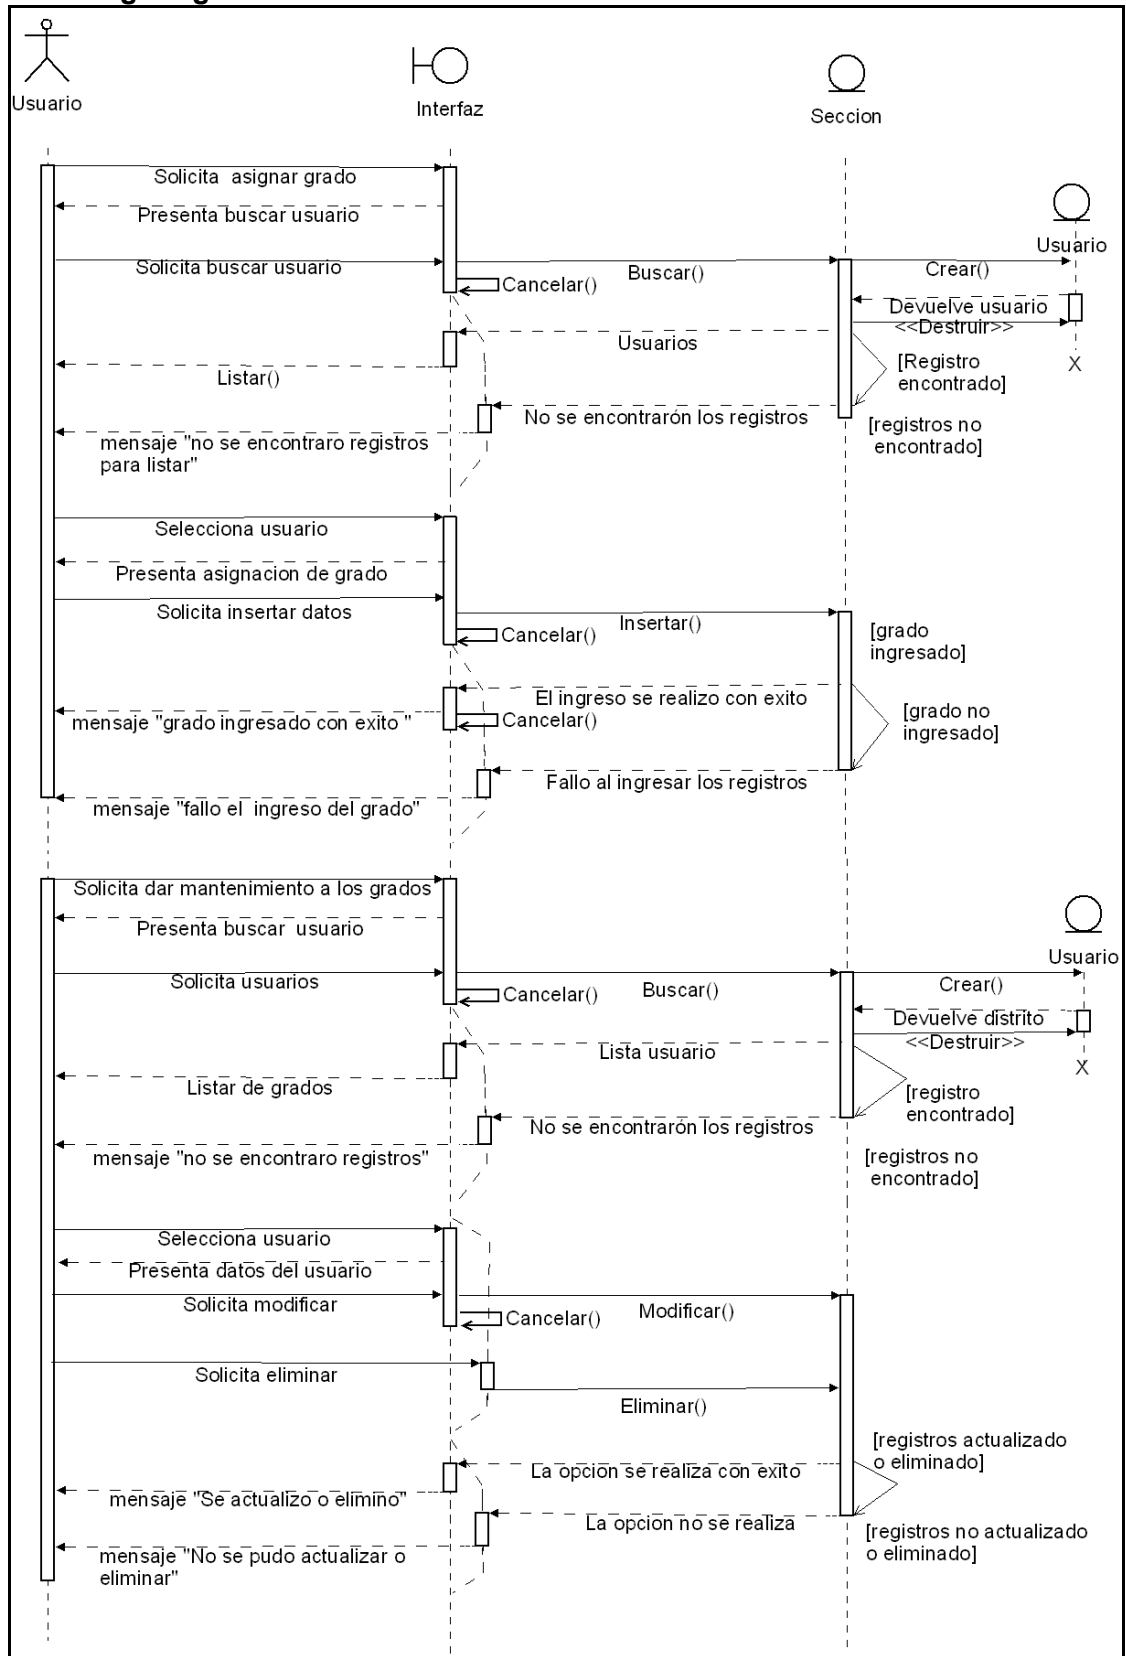 Usuario
Interfaz
Seccion
Solicita asignar grado
Presenta buscar usuario
Usuario
Solicita buscar usuario
Buscar()
Crear()
Cancelar()
Devuelve usuario
<<Destruir>>
Usuarios
[Registro
encontrado]
X
Listar()
No se encontrarón los registros
[registros no
encontrado]
mensaje "no se encontraro registros
para listar"
Selecciona usuario
Presenta asignacion de grado
Solicita insertar datos
Insertar()
Cancelar()
[grado
ingresado]
El ingreso se realizo con exito
mensaje "grado ingresado con exito "
Cancelar()
[grado no
ingresado]
Fallo al ingresar los registros
mensaje "fallo el ingreso del grado"
Solicita dar mantenimiento a los grados
Presenta buscar usuario
Usuario
Solicita usuarios
Cancelar()
Buscar()
Crear()
Devuelve distrito
<<Destruir>>
Lista usuario
X
Listar de grados
[registro
encontrado]
No se encontrarón los registros
mensaje "no se encontraro registros"
[registros no
encontrado]
Selecciona usuario
Presenta datos del usuario
Solicita modificar
Modificar()
Cancelar()
Solicita eliminar
Eliminar()
[registros actualizado
o eliminado]
La opcion se realiza con exito
mensaje "Se actualizo o elimino"
La opcion no se realiza
[registros no actualizado
o eliminado]
mensaje "No se pudo actualizar o
eliminar"